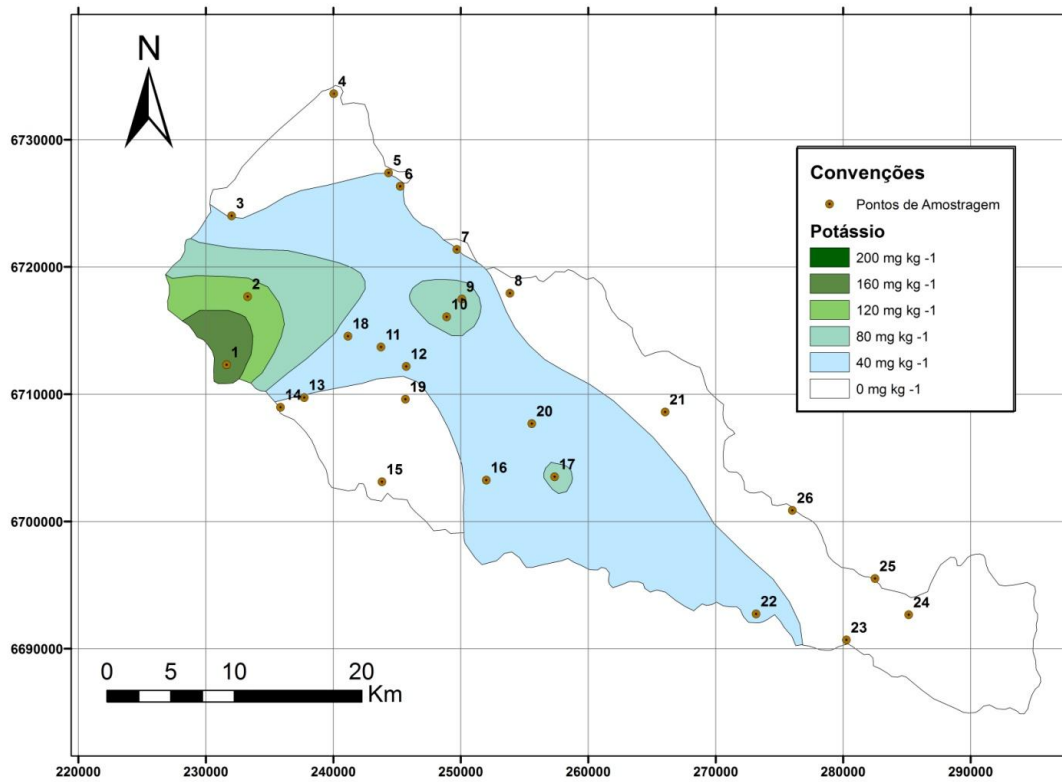 N
4
6730000
5
6
3
7
6720000
8
9
2
10
18
11
1
12
13
19
6710000
14
21
20
15
16
17
6700000
26
25
22
24
23
6690000
Convenções
Pontos de Amostragem
Potássio
200 mg kg -1
160 mg kg -1
120 mg kg -1
80 mg kg -1
40 mg kg -1
0 mg kg -1
0 5 10 20
Km
220000 230000 240000 250000 260000 270000 280000 290000